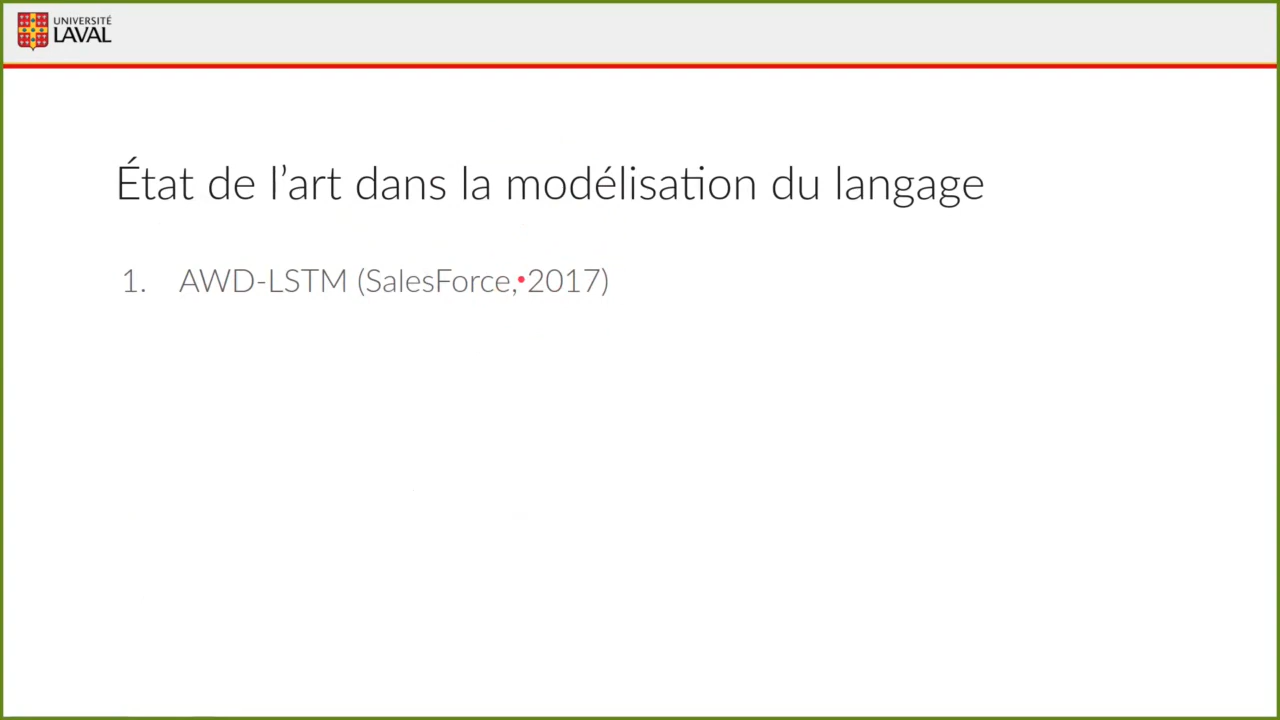 UNIVERSITÉ
LAVAL
État de l’art dans la modélisation du langage
1. AWD-LSTM (SalesForce, 2017)